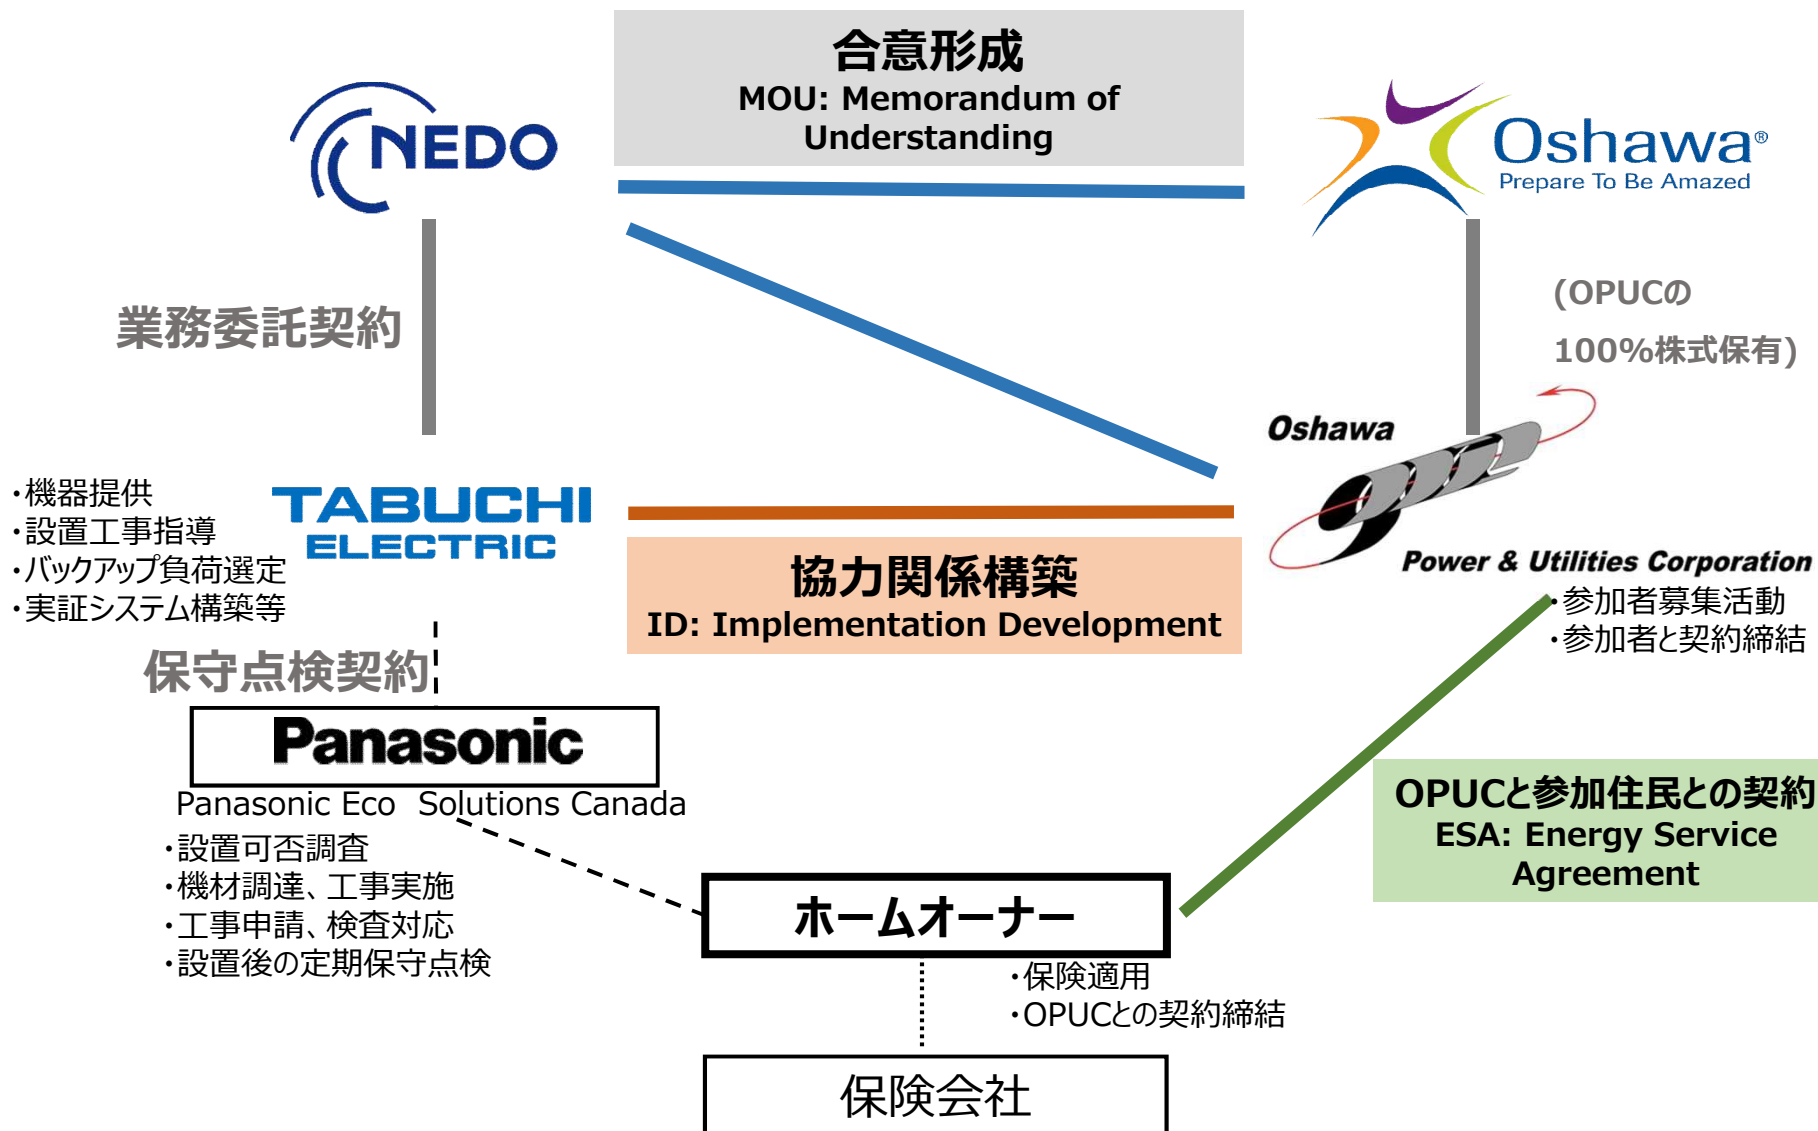 合意形成
MOU: Memorandum of
Understanding
NEDO
Oshawa®
Prepare To Be Amazed
業務委託契約
(OPUCの
100%株式保有)
Oshawa
Power & Utilities Corporation
・機器提供
・設置工事指導
・バックアップ負荷選定
・実証システム構築等
TABUCHI
ELECTRIC
協力関係構築
ID: Implementation Development
・参加者募集活動
・参加者と契約締結
保守点検契約
Panasonic
Panasonic Eco Solutions Canada
・設置可否調査
・機材調達、工事実施
・工事申請、検査対応
・設置後の定期保守点検
OPUCと参加住民との契約
ESA: Energy Service
Agreement
ホームオーナー
・保険適用
・OPUCとの契約締結
保険会社